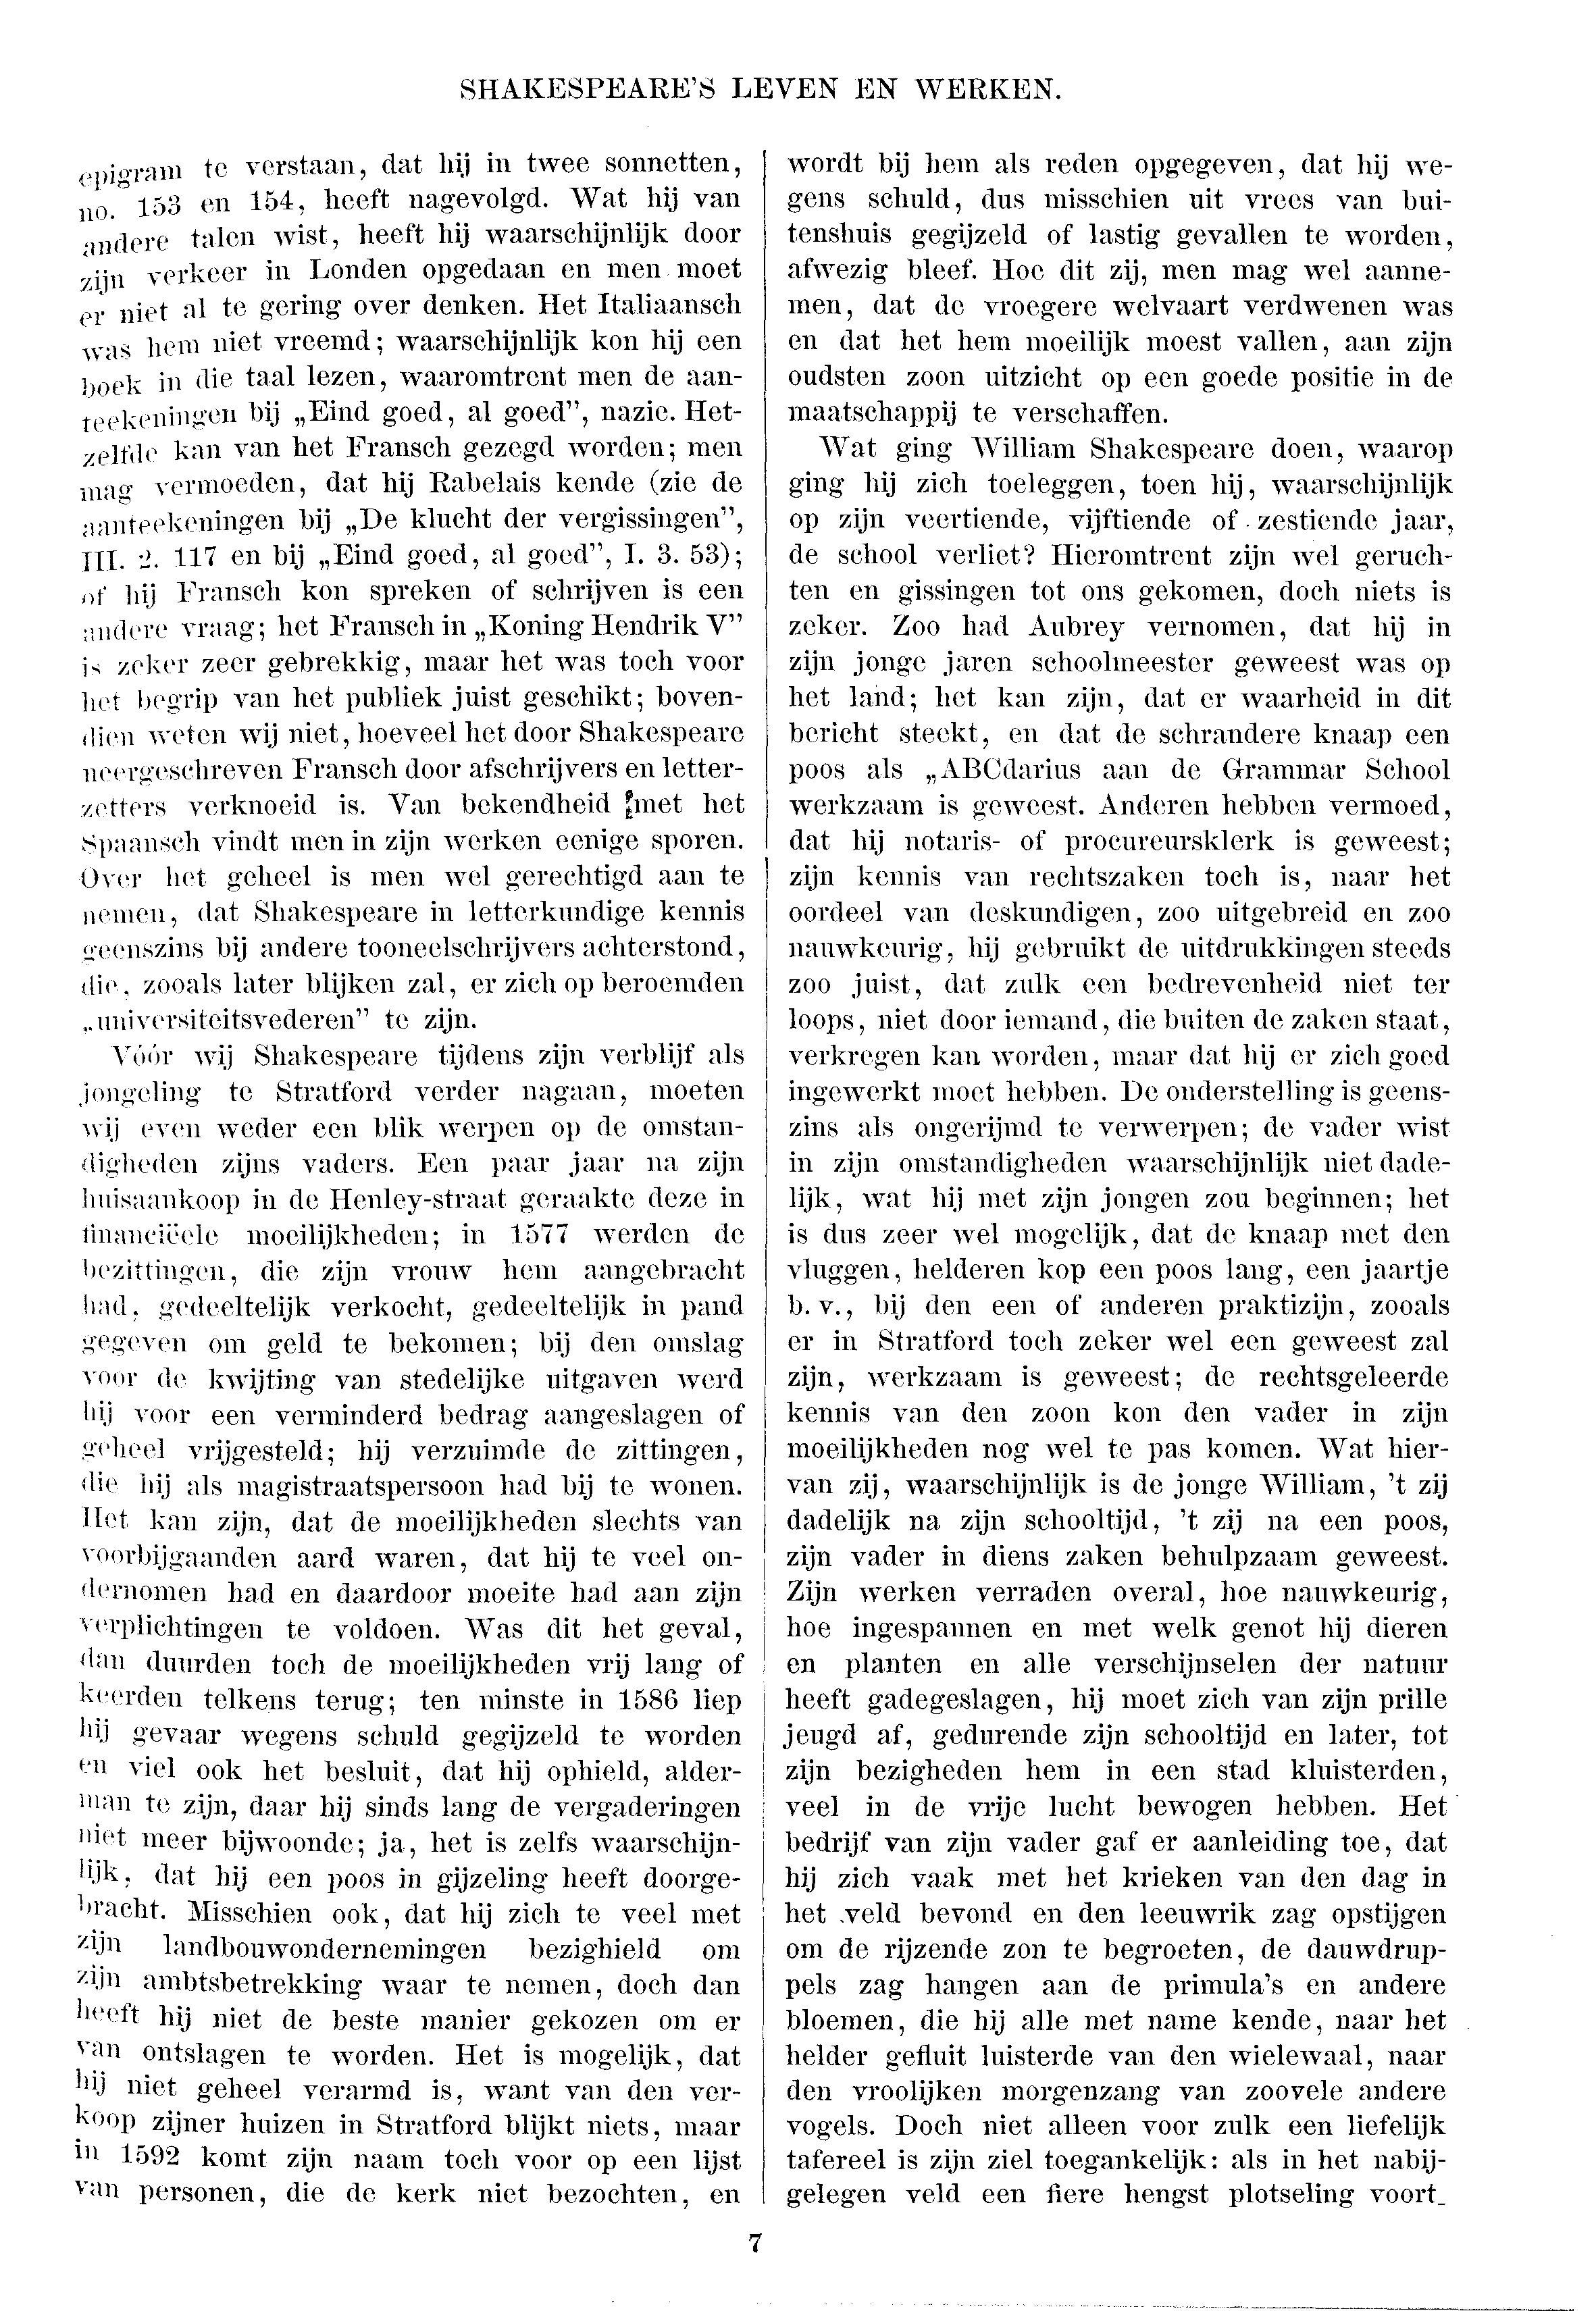 SHAKESPEARE'S LEVEN EN WERKEN.
epigram te verstaan, dat hij in twee sonnetten,
no. 153 en 154, heeft nagevolgd. Wat hij van
andere talen wist, heeft hij waarschijnlijk door
zijn verkeer in Londen opgedaan en men moet
er niet al te gering over denken. Het Italiaansch
was hem niet vreemd; waarschijnlijk kon hij een
boek in die taal lezen, waaromtrent men de aan-
teekeningen bij „Eind goed, al goed”, nazie. Het-
zelfde kan van het Fransch gezegd worden; men
mag vermoeden, dat hij Rabelais kende (zie de
aanteekeningen bij „De klucht der vergissingen”,
III. 2. 117 en bij „Eind goed, al goed”, I. 3. 53);
of hij Fransch kon spreken of schrijven is een
andere vraag; het Fransch in „Koning Hendrik V”
is zeker zeer gebrekkig, maar het was toch voor
het begrip van het publiek juist geschikt; boven-
dien weten wij niet, hoeveel het door Shakespeare
neergeschreven Fransch door afschrijvers en letter-
zetters verknoeid is. Van bekendheid met het
Spaansch vindt men in zijn werken eenige sporen.
Over het geheel is men wel gerechtigd aan te
nemen, dat Shakespeare in letterkundige kennis
geenszins bij andere tooneelschrijvers achterstond,
die, zooals later blijken zal, er zich op beroemden
„universiteitsvederen” te zijn.
Vóór wij Shakespeare tijdens zijn verblijf als
jongeling te Stratford verder nagaan, moeten
wij even weder een blik werpen op de omstan-
digheden zijns vaders. Een paar jaar na zijn
huisaankoop in de Henley-straat geraakte deze in
financiëele moeilijkheden; in 1577 werden de
bezittingen, die zijn vrouw hem aangebracht
had, gedeeltelijk verkocht, gedeeltelijk in pand
gegeven om geld te bekomen; bij den omslag
voor de kwijting van stedelijke uitgaven werd
hij voor een verminderd bedrag aangeslagen of
geheel vrijgesteld; hij verzuimde de zittingen,
die hij als magistraatspersoon had bij te wonen.
Het kan zijn, dat de moeilijkheden slechts van
voorbijgaanden aard waren, dat hij te veel on-
dernomen had en daardoor moeite had aan zijn
verplichtingen te voldoen. Was dit het geval,
dan duurden toch de moeilijkheden vrij lang of
keerden telkens terug; ten minste in 1586 liep
hij gevaar wegens schuld gegijzeld te worden
en viel ook het besluit, dat hij ophield, alder-
man te zijn, daar hij sinds lang de vergaderingen
niet meer bijwoonde; ja, het is zelfs waarschijn-
lijk, dat hij een poos in gijzeling heeft doorge-
bracht. Misschien ook, dat hij zich te veel met
zijn landbouwondernemingen bezighield om
zijn ambtsbetrekking waar te nemen, doch dan
heeft hij niet de beste manier gekozen om er
van ontslagen te worden. Het is mogelijk, dat
hij niet geheel verarmd is, want van den ver-
koop zijner huizen in Stratford blijkt niets, maar
in 1592 komt zijn naam toch voor op een lijst
van personen, die de kerk niet bezochten, en
wordt bij hem als reden opgegeven, dat hij we-
gens schuld, dus misschien uit vrees van bui-
tenshuis gegijzeld of lastig gevallen te worden,
afwezig bleef. Hoe dit zij, men mag wel aanne-
men, dat de vroegere welvaart verdwenen was
en dat het hem moeilijk moest vallen, aan zijn
oudsten zoon uitzicht op een goede positie in de
maatschappij te verschaffen.
Wat ging William Shakespeare doen, waarop
ging hij zich toeleggen, toen hij, waarschijnlijk
op zijn veertiende, vijftiende of zestiende jaar,
de school verliet? Hieromtrent zijn wel geruch-
ten en gissingen tot ons gekomen, doch niets is
zeker. Zoo had Aubrey vernomen, dat hij in
zijn jonge jaren schoolmeester geweest was op
het land; het kan zijn, dat er waarheid in dit
bericht steekt, en dat de schrandere knaap een
poos als „ABCdarius aan de Grammar School
werkzaam is geweest. Anderen hebben vermoed,
dat hij notaris- of procureursklerk is geweest;
zijn kennis van rechtszaken toch is, naar het
oordeel van deskundigen, zoo uitgebreid en zoo
nauwkeurig, hij gebruikt de uitdrukkingen steeds
zoo juist, dat zulk een bedrevenheid niet ter
loops, niet door iemand, die buiten de zaken staat,
verkregen kan worden, maar dat hij er zich goed
ingewerkt moet hebben. De onderstelling is geens-
zins als ongerijmd te verwerpen; de vader wist
in zijn omstandigheden waarschijnlijk niet dade-
lijk, wat hij met zijn jongen zou beginnen; het
is dus zeer wel mogelijk, dat de knaap met den
vluggen, helderen kop een poos lang, een jaartje
b. v., bij den een of anderen praktizijn, zooals
er in Stratford toch zeker wel een geweest zal
zijn, werkzaam is geweest; de rechtsgeleerde
kennis van den zoon kon den vader in zijn
moeilijkheden nog wel te pas komen. Wat hier-
van zij, waarschijnlijk is de jonge William, 't zij
dadelijk na zijn schooltijd, 't zij na een poos,
zijn vader in diens zaken behulpzaam geweest.
Zijn werken verraden overal, hoe nauwkeurig,
hoe ingespannen en met welk genot hij dieren
en planten en alle verschijnselen der natuur
heeft gadegeslagen, hij moet zich van zijn prille
jeugd af, gedurende zijn schooltijd en later, tot
zijn bezigheden hem in een stad kluisterden,
veel in de vrije lucht bewogen hebben. Het
bedrijf van zijn vader gaf er aanleiding toe, dat
hij zich vaak met het krieken van den dag in
het veld bevond en den leeuwrik zag opstijgen
om de rijzende zon te begroeten, de dauwdrup-
pels zag hangen aan de primula's en andere
bloemen, die hij alle met name kende, naar het
helder gefluit luisterde van den wielewaal, naar
den vroolijken morgenzang van zoovele andere
vogels. Doch niet alleen voor zulk een liefelijk
tafereel is zijn ziel toegankelijk: als in het nabij-
gelegen veld een fiere hengst plotseling voort-
7